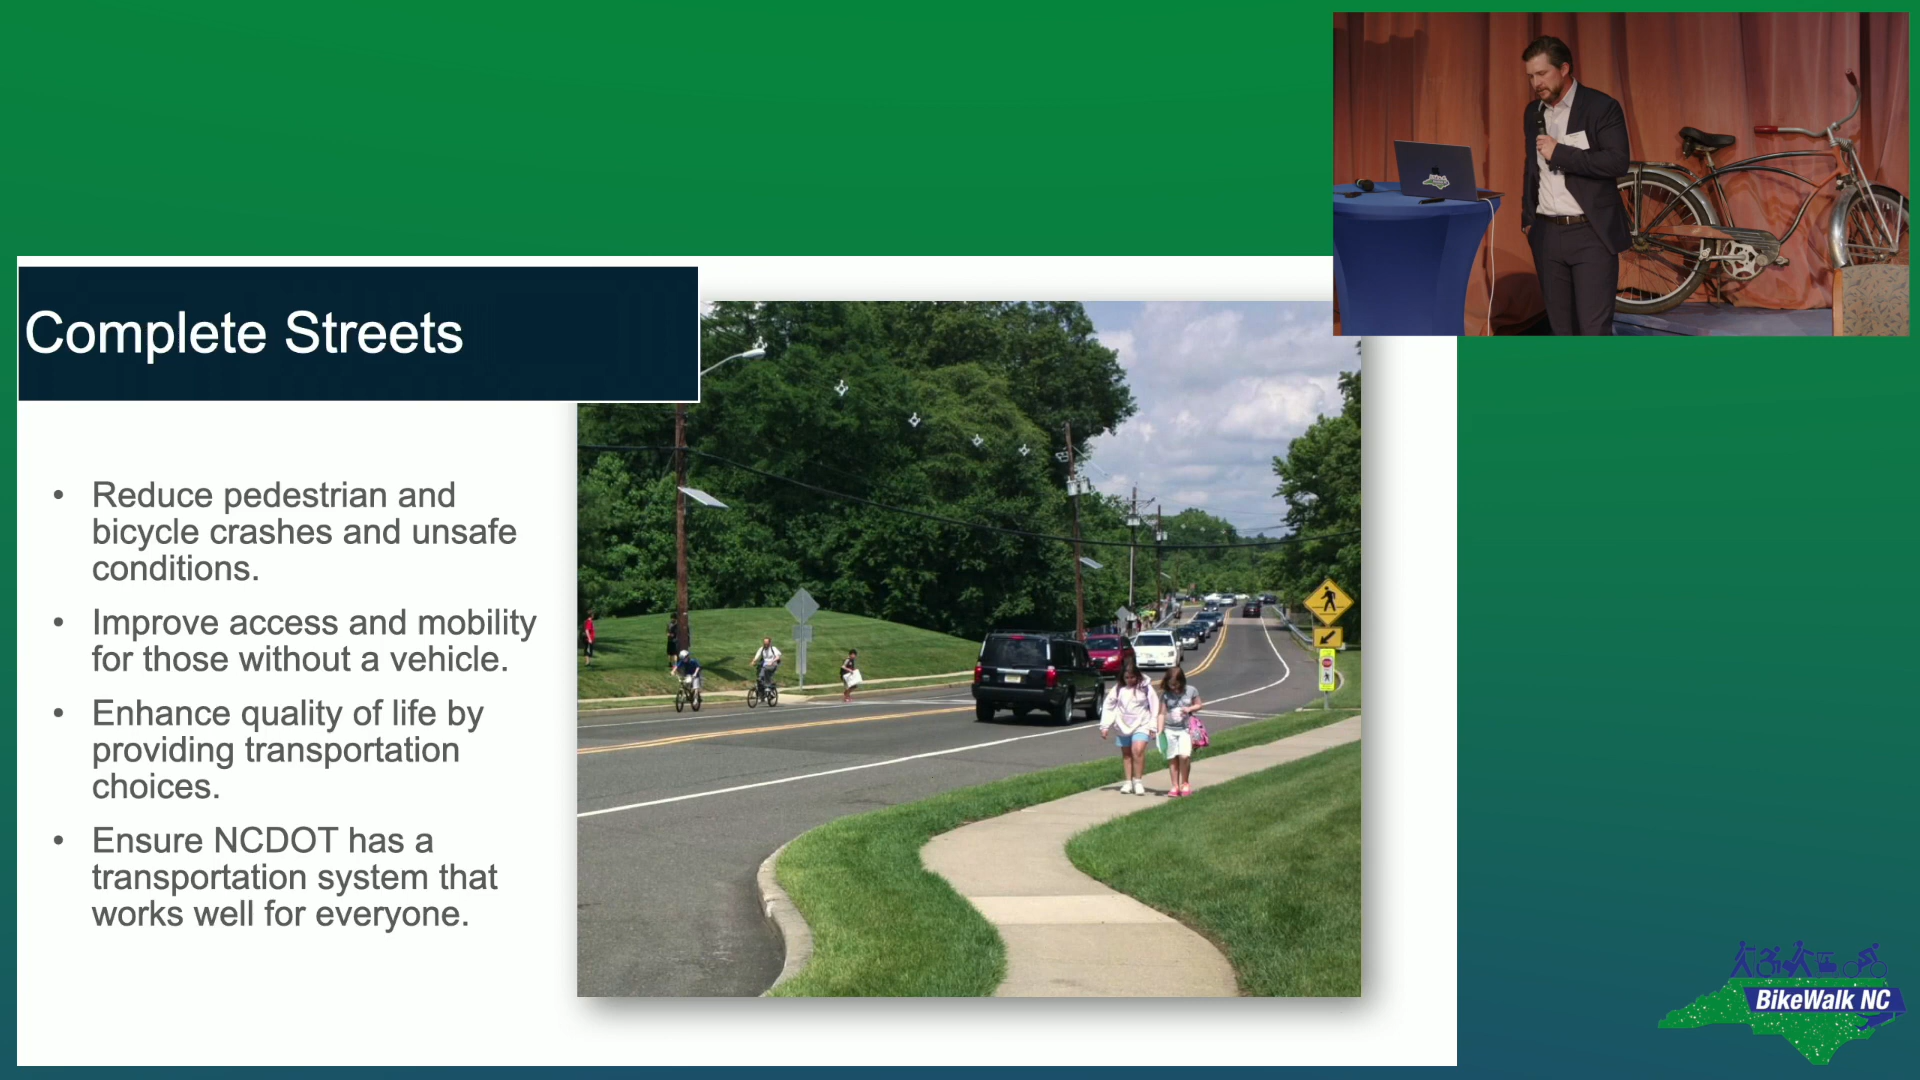 Complete Streets
• Reduce pedestrian and
bicycle crashes and unsafe
conditions.
• Improve access and mobility
for those without a vehicle.
• Enhance quality of life by
providing transportation
choices.
• Ensure NCDOT has a
transportation system that
works well for everyone.
BikeWalk NC